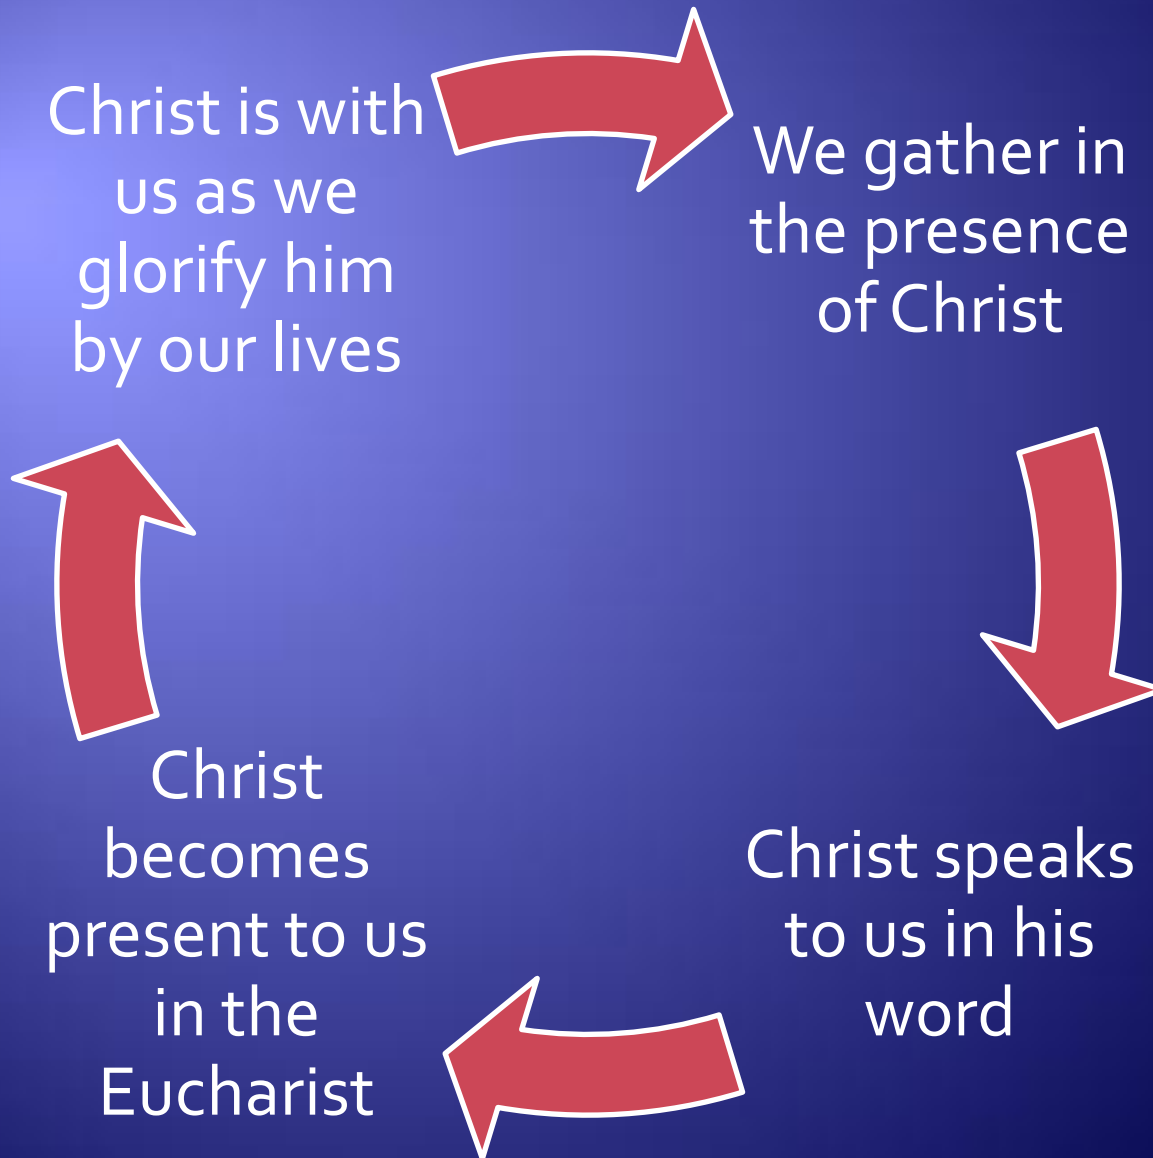 Christ is with
us as we
glorify him
by our lives
We gather in
the presence
of Christ
Christ speaks
to us in his
word
Christ
becomes
present to us
in the
Eucharist